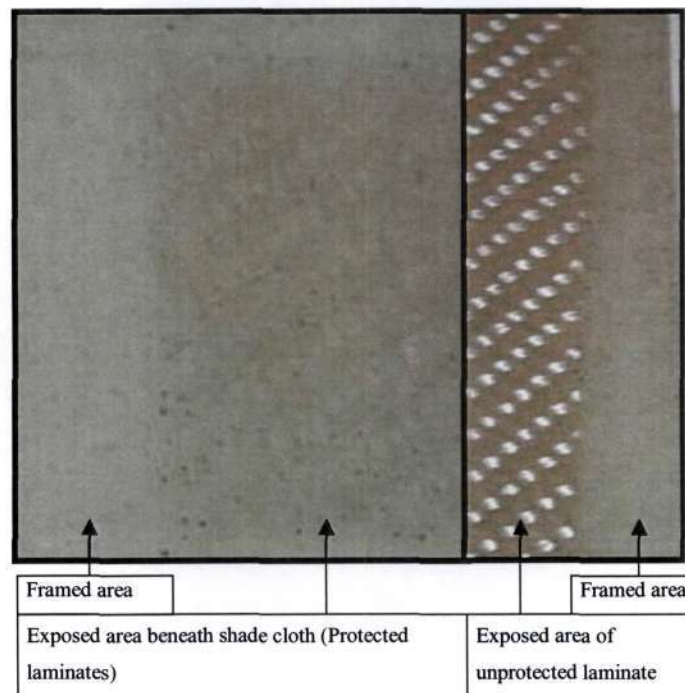 Framed area
Framed area
Exposed area beneath shade cloth (Protected
laminates)
Exposed area of
unprotected laminate